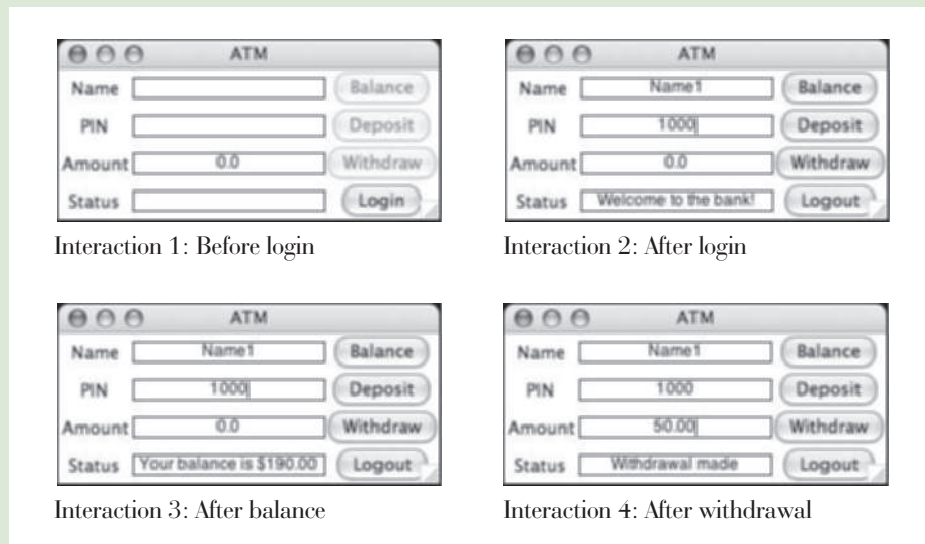 ATM
Name Balance
PIN Deposit
Amount 0.0 Withdraw
Status Login
Interaction 1: Before login
ATM
Name Name1 Balance
PIN 1000 Deposit
Amount 0.0 Withdraw
Status Welcome to the bank! Logout
Interaction 2: After login
ATM
Name Name1 Balance
PIN 1000 Deposit
Amount 0.0 Withdraw
Status Your balance is $190.00 Logout
Interaction 3: After balance
ATM
Name Name1 Balance
PIN 1000 Deposit
Amount 50.00 Withdraw
Status Withdrawal made Logout
Interaction 4: After withdrawal